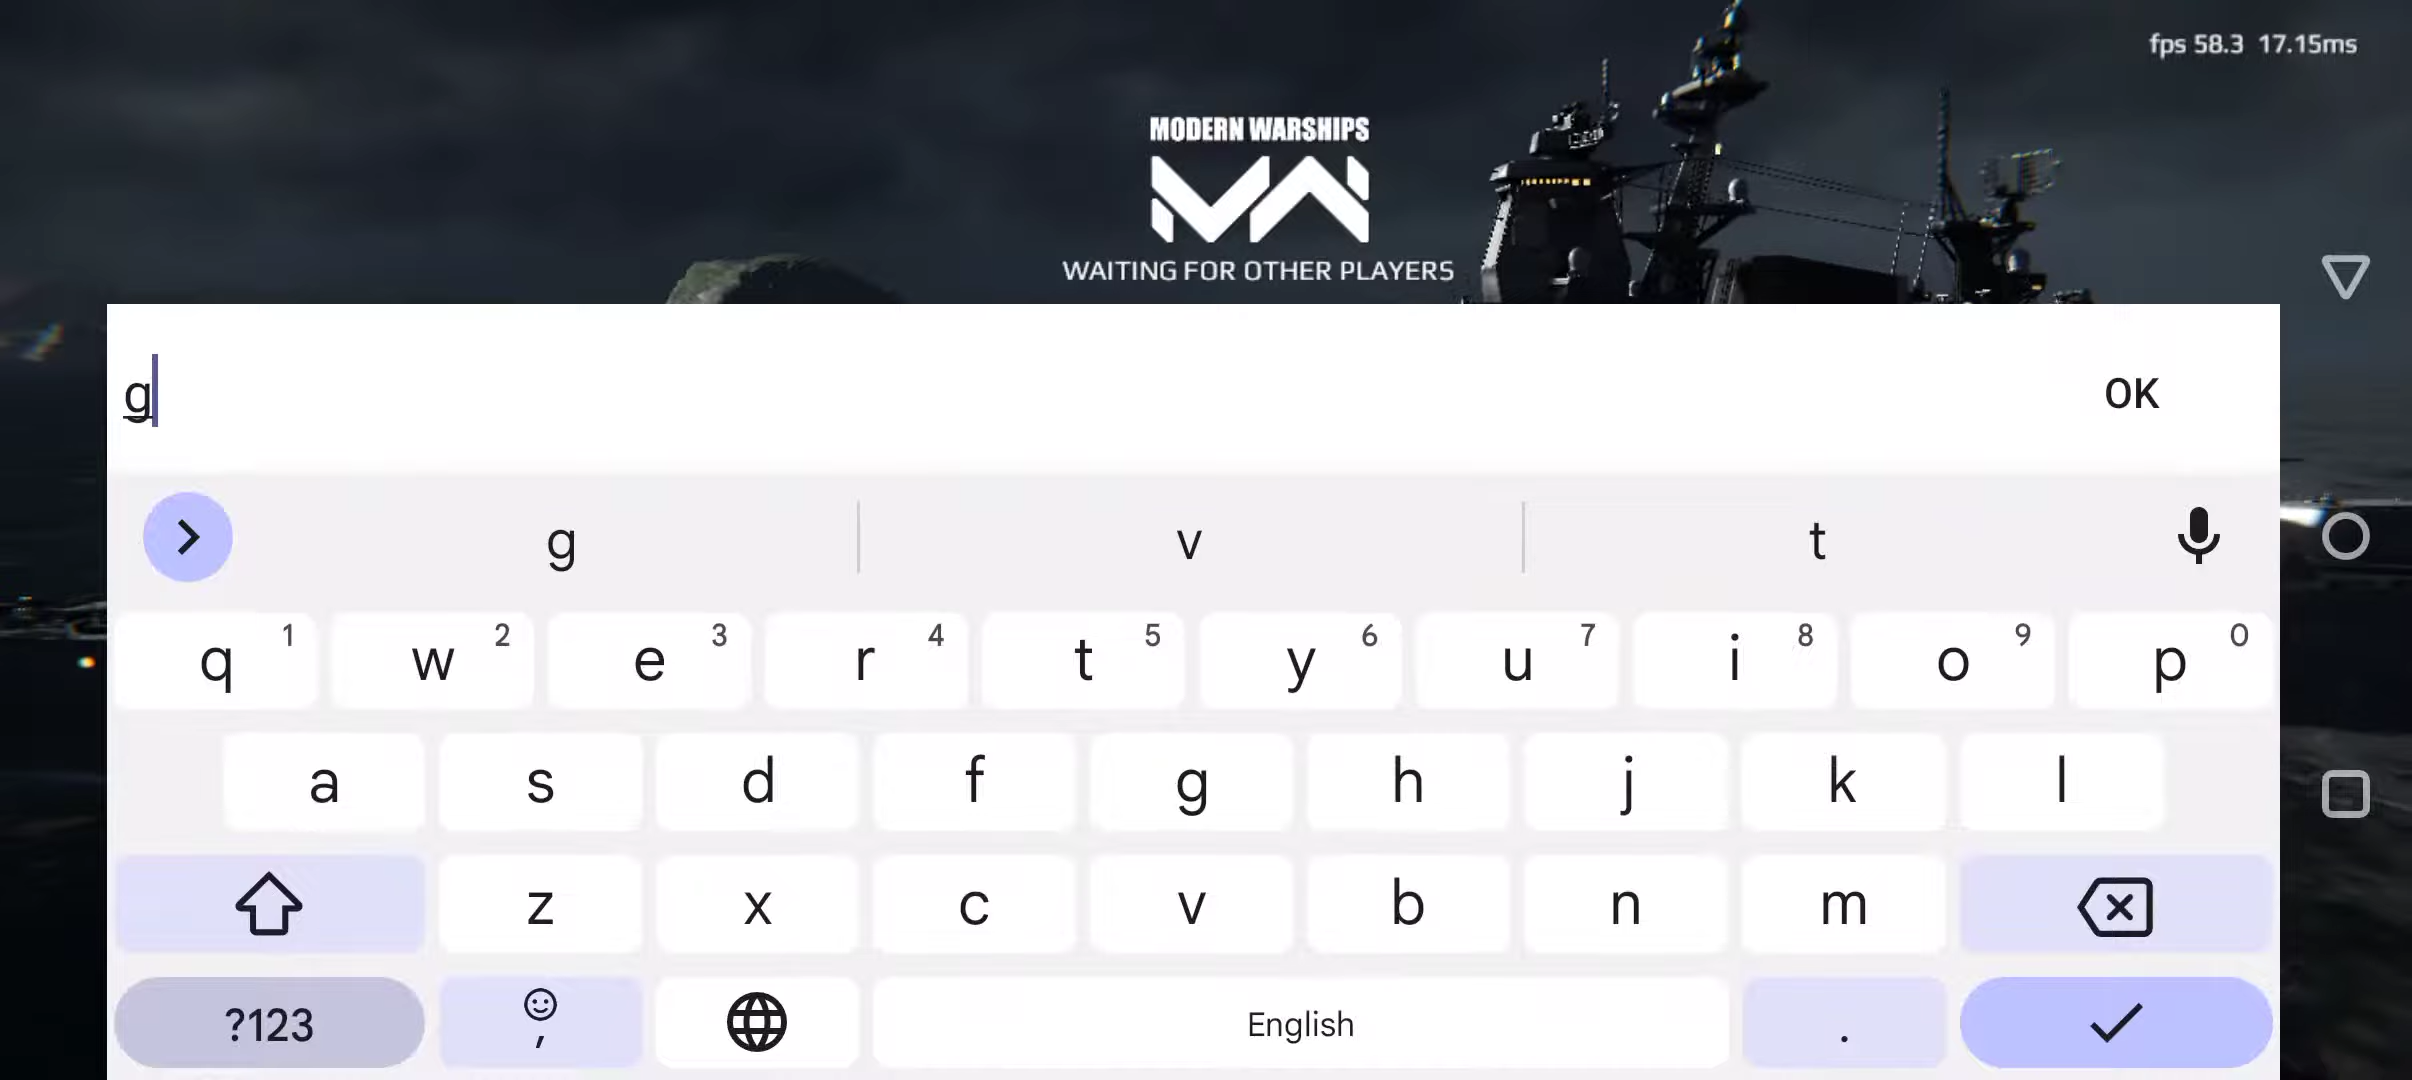 fps 58.3 17.15ms
MODERN WARSHIPS
WAITING FOR OTHER PLAYERS
g
OK
g v t
q 1 w 2 e 3 r 4 t 5 y 6 u 7 i 8 o 9 p 0
a s d f g h j k l
z x c v b n m
?123 , English .